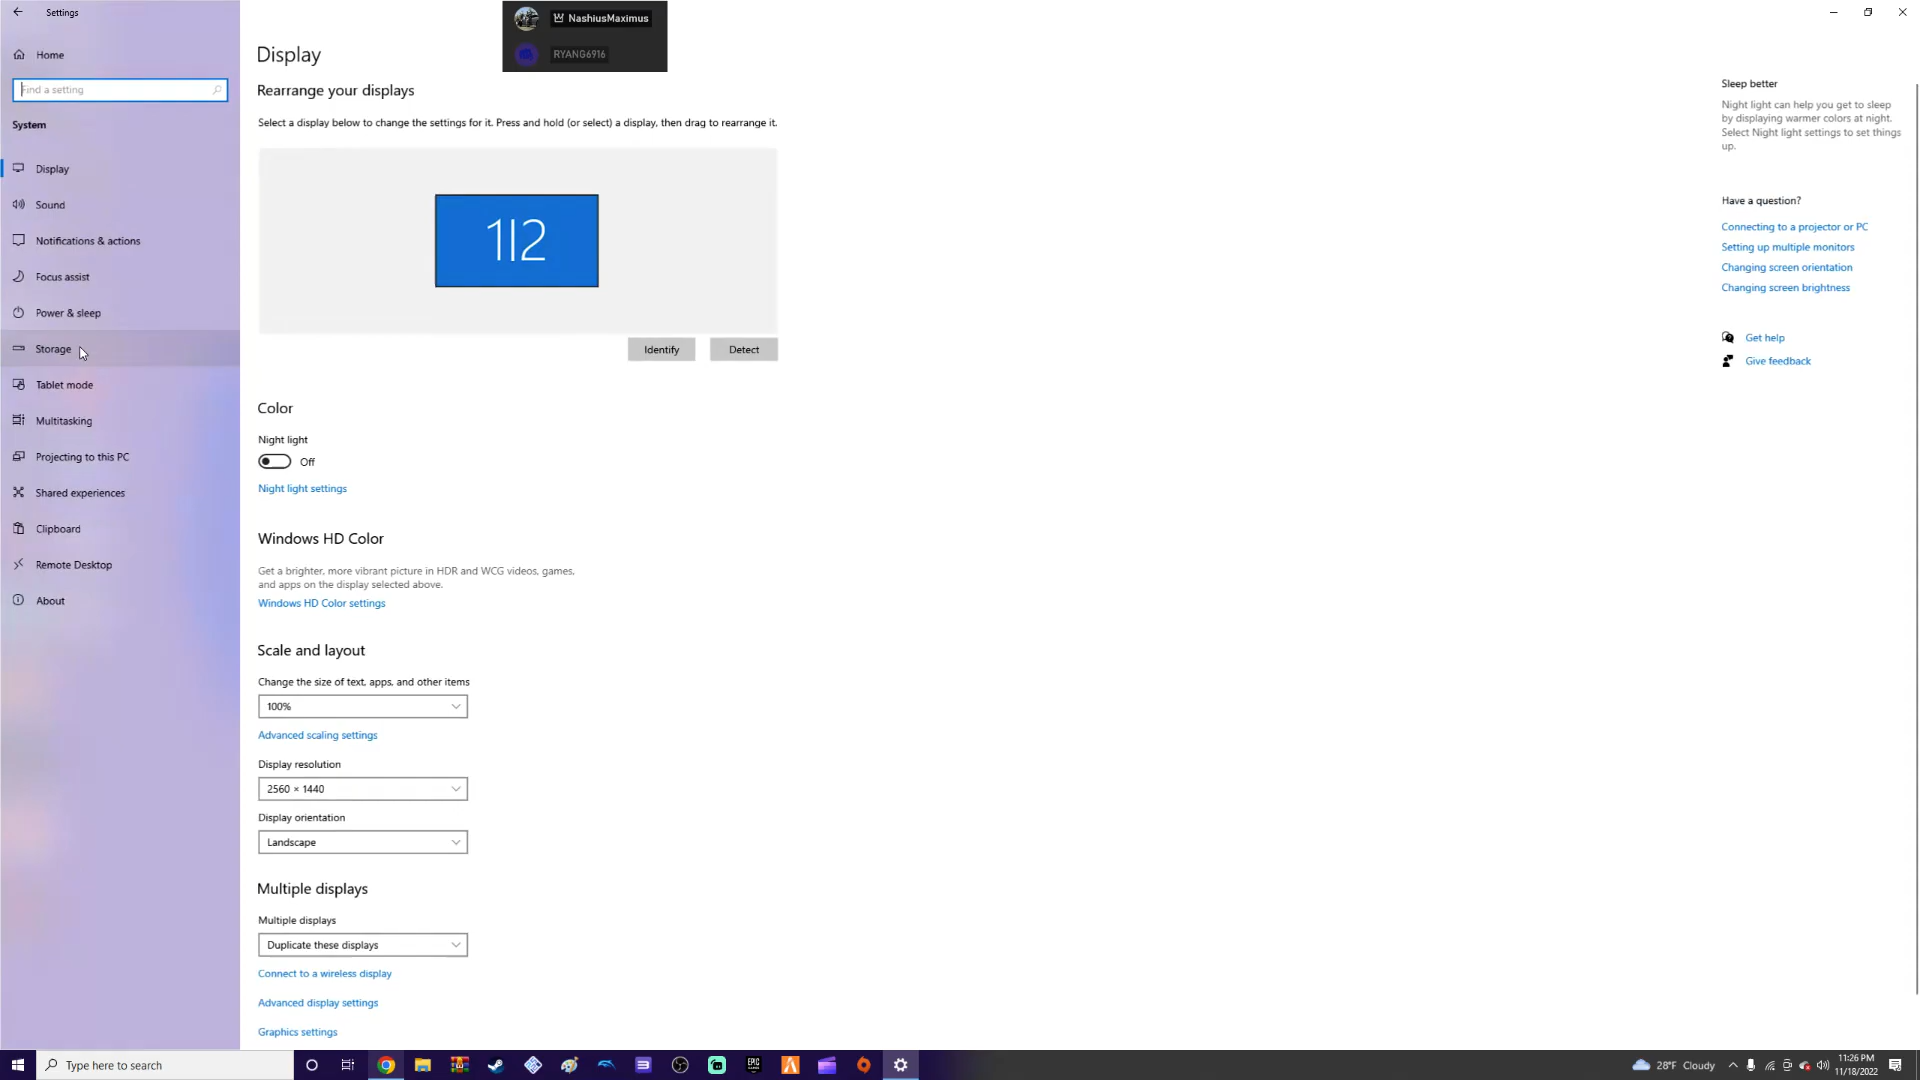 Settings
NashiusMaximus
RYANG6916
Home
Find a setting
System
Display
Sound
Notifications & actions
Focus assist
Power & sleep
Storage
Tablet mode
Multitasking
Projecting to this PC
Shared experiences
Clipboard
Remote Desktop
About
Display
Rearrange your displays
Select a display below to change the settings for it. Press and hold (or select) a display, then drag to rearrange it.
1|2
Identify
Detect
Color
Night light
Off
Night light settings
Windows HD Color
Get a brighter, more vibrant picture in HDR and WCG videos, games,
and apps on the display selected above.
Windows HD Color settings
Scale and layout
Change the size of text, apps, and other items
100%
Advanced scaling settings
Display resolution
2560 × 1440
Display orientation
Landscape
Multiple displays
Multiple displays
Duplicate these displays
Connect to a wireless display
Advanced display settings
Graphics settings
Sleep better
Night light can help you get to sleep
by displaying warmer colors at night.
Select Night light settings to set things
up.
Have a question?
Connecting to a projector or PC
Setting up multiple monitors
Changing screen orientation
Changing screen brightness
Get help
Give feedback
Type here to search
EPIC
GAMES
28°F Cloudy
11:26 PM
11/18/2022